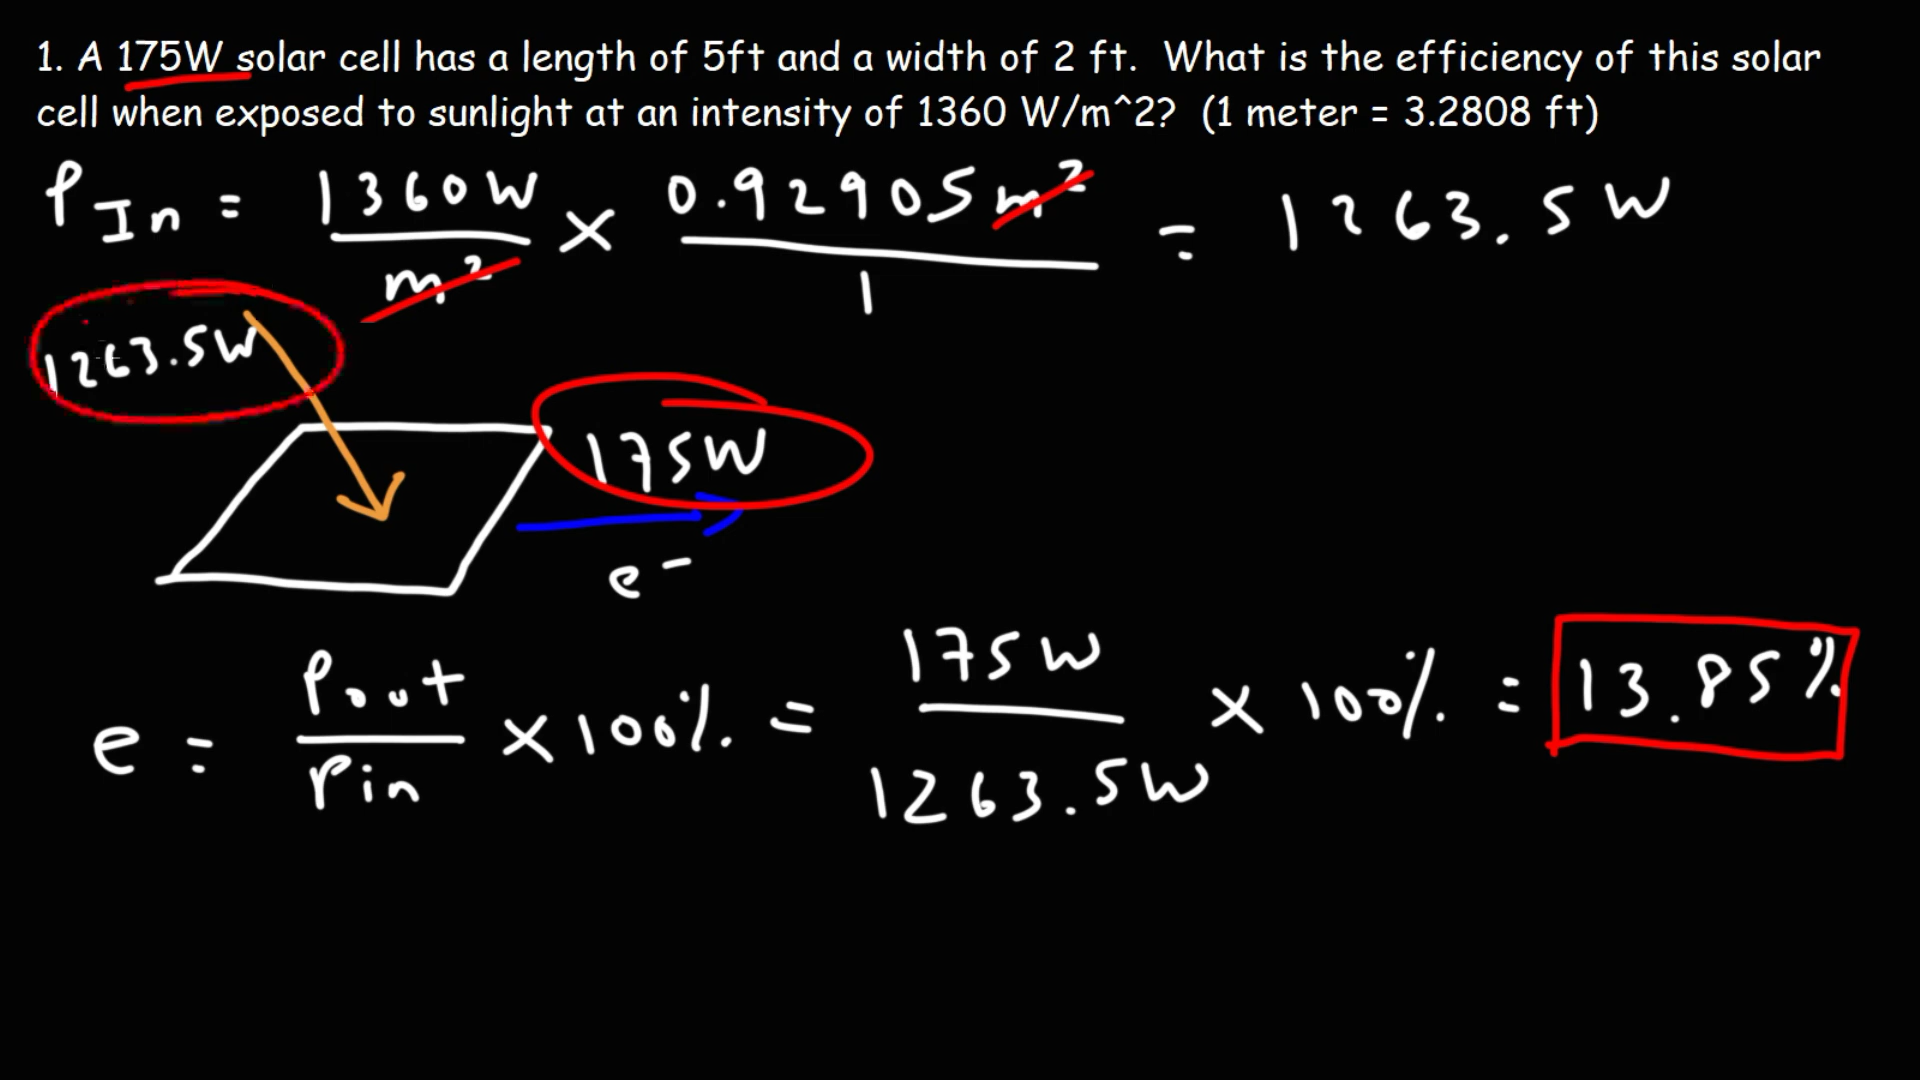 1. A 175W solar cell has a length of 5ft and a width of 2 ft. What is the efficiency of this solar
cell when exposed to sunlight at an intensity of 1360 W/m^2? (1 meter = 3.2808 ft)
P In = 1360W / m² × 0.92905m² / 1 = 1263.5W
1263.5W
175W
e-
e = Pout / Pin × 100% = 175W / 1263.5W × 100% = 13.85%